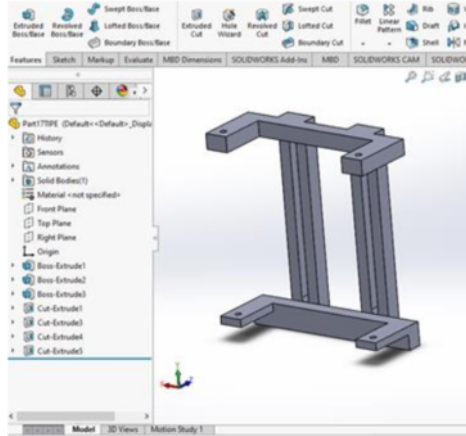 Extruded Boss/Base
Revolved Boss/Base
Swept Boss/Base
Lofted Boss/Base
Boundary Boss/Base
Extruded Cut
Hole Wizard
Revolved Cut
Swept Cut
Lofted Cut
Boundary Cut
Fillet
Linear Pattern
Rib
Draft
Shell
Features Sketch Markup Evaluate MBD Dimensions SOLIDWORKS Add-Ins MBD SOLIDWORKS CAM SOLIDWO
(Default<<Default>_Displa
History
Sensors
Annotations
Solid Bodies(1)
Material <not specified>
Front Plane
Top Plane
Right Plane
Origin
Boss-Extrude1
Boss-Extrude2
Boss-Extrude3
Cut-Extrude1
Cut-Extrude3
Cut-Extrude4
Cut-Extrude5
Model 3D Views Motion Study 1